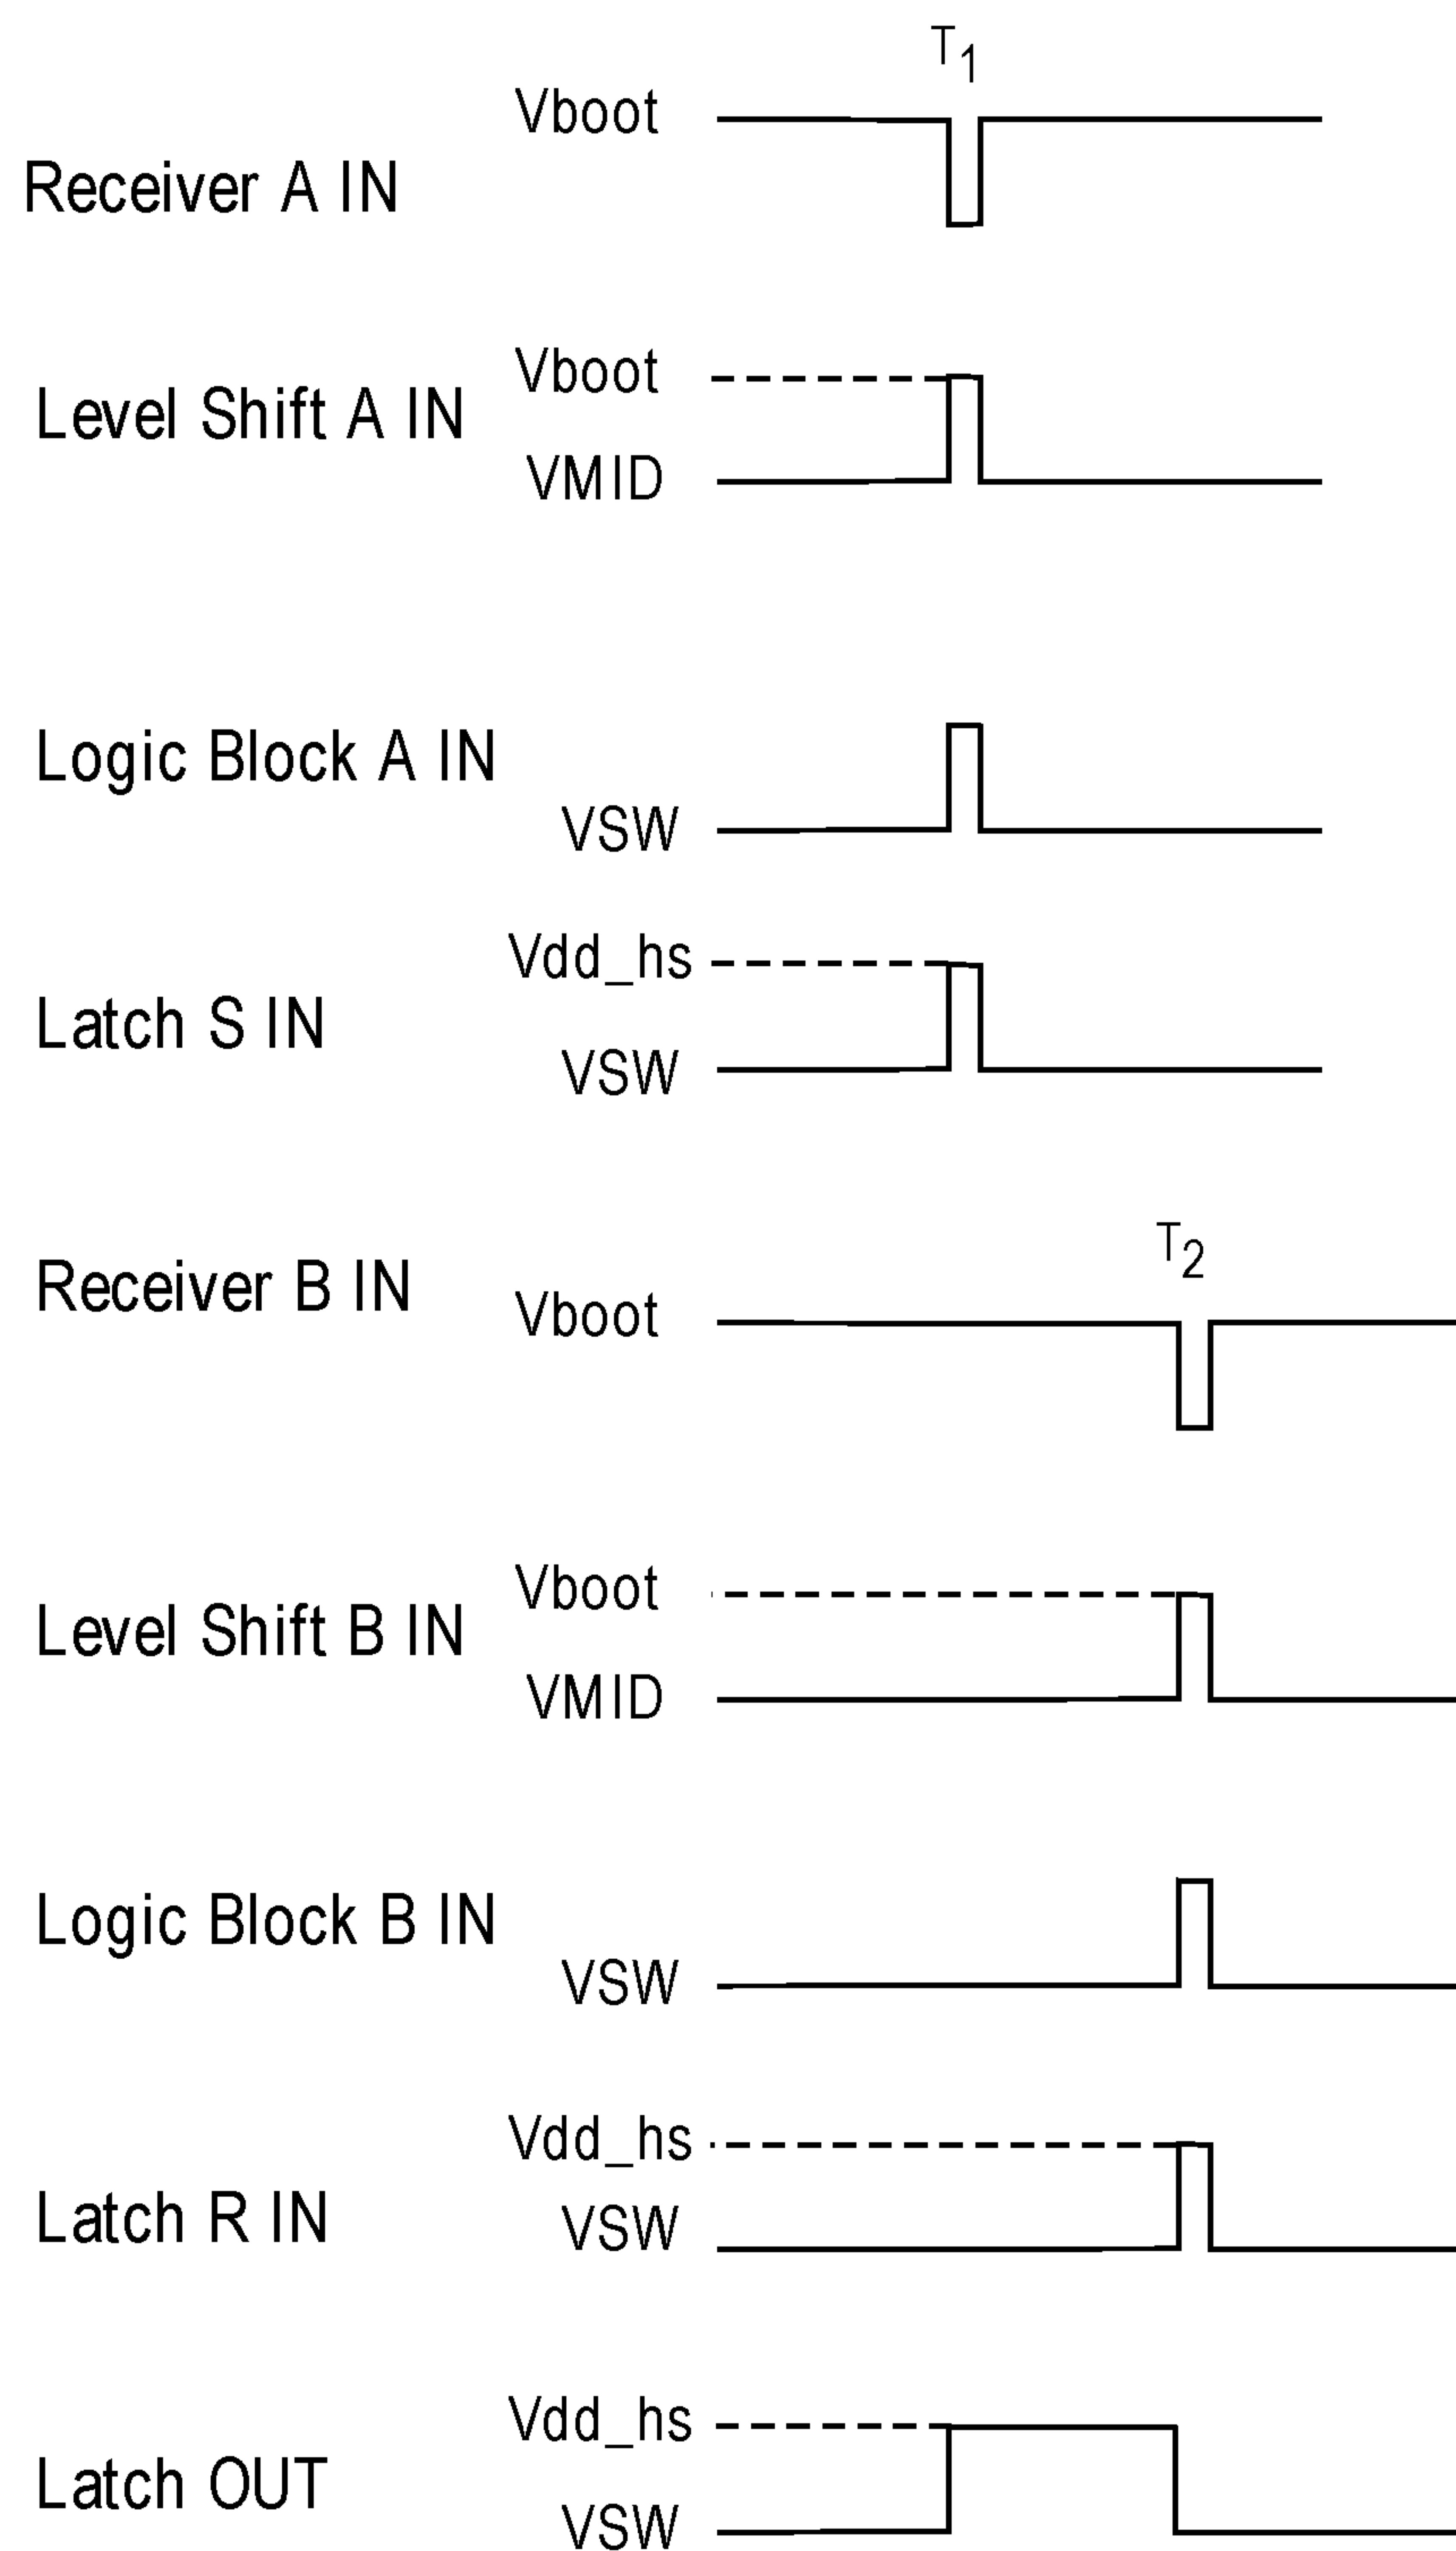 T1
Vboot
Receiver A IN
Vboot
Level Shift A IN
VMID
Logic Block A IN
VSW
Vdd_hs
Latch S IN
VSW
T2
Receiver B IN
Vboot
Vboot
Level Shift B IN
VMID
Logic Block B IN
VSW
Vdd_hs
Latch R IN
VSW
Vdd_hs
Latch OUT
VSW